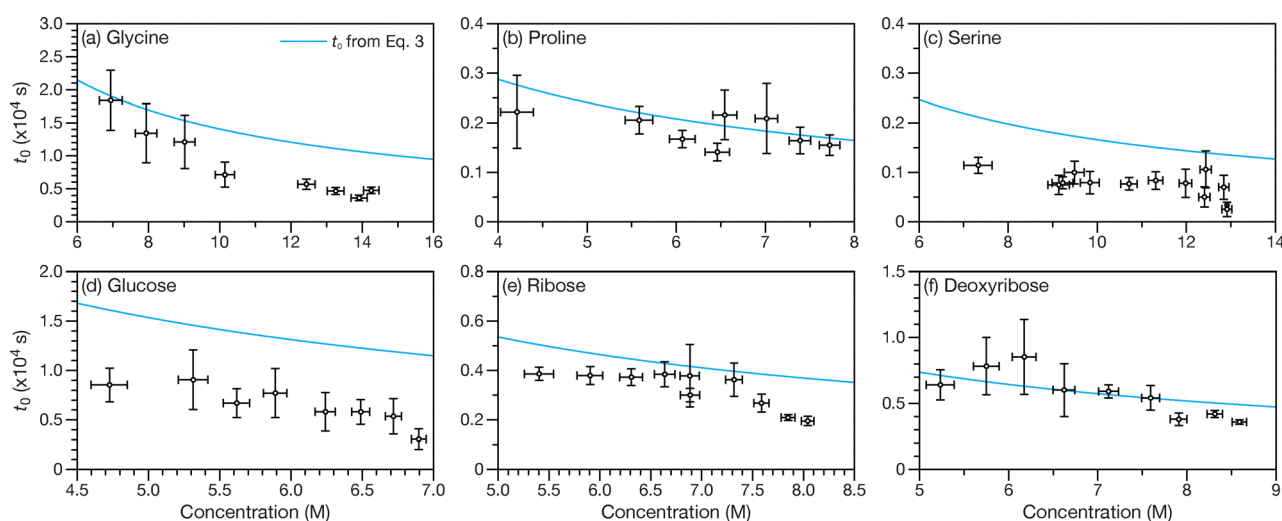 (a) Glycine
t₀ from Eq. 3
t₀ (x10⁴ s)
3.0
2.5
2.0
1.5
1.0
0.5
0
6 8 10 12 14 16
(b) Proline
0.4
0.3
0.2
0.1
0
4 5 6 7 8
(c) Serine
0.4
0.3
0.2
0.1
0
6 8 10 12 14
(d) Glucose
t₀ (x10⁴ s)
2.0
1.5
1.0
0.5
0
4.5 5.0 5.5 6.0 6.5 7.0
Concentration (M)
(e) Ribose
0.8
0.6
0.4
0.2
0
5.0 5.5 6.0 6.5 7.0 7.5 8.0 8.5
Concentration (M)
(f) Deoxyribose
1.5
1.0
0.5
0
5 6 7 8 9
Concentration (M)